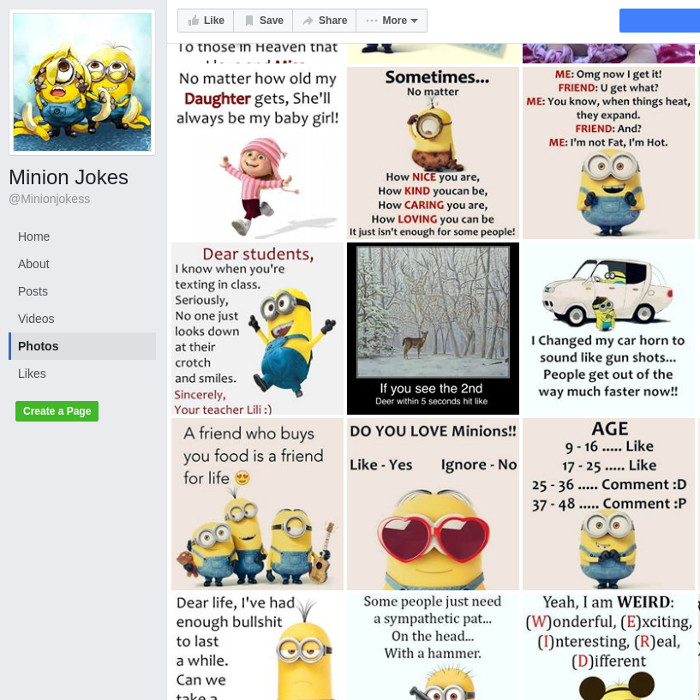 Like
Save
Share
More
Minion Jokes
@Minionjokess
Home
About
Posts
Videos
Photos
Likes
Create a Page
To those in Heaven that
No matter how old my
Daughter gets, She'll
always be my baby girl!
Sometimes...
No matter
How NICE you are,
How KIND youcan be,
How CARING you are,
How LOVING you can be
It just isn't enough for some people!
ME: Omg now I get it!
FRIEND: U get what?
ME: You know, when things heat,
they expand.
FRIEND: And?
ME: I'm not Fat, I'm Hot.
Dear students,
I know when you're
texting in class.
Seriously,
No one just
looks down
at their
crotch
and smiles.
Sincerely,
Your teacher Lili :)
If you see the 2nd
Deer within 5 seconds hit like
I Changed my car horn to
sound like gun shots...
People get out of the
way much faster now!!
A friend who buys
you food is a friend
for life
DO YOU LOVE Minions!!
Like - Yes Ignore - No
AGE
9 - 16 ..... Like
17 - 25 ..... Like
25 - 36 ..... Comment :D
37 - 48 ..... Comment :P
Dear life, I've had
enough bullshit
to last
a while.
Can we
take a
Some people just need
a sympathetic pat...
On the head...
With a hammer.
Yeah, I am WEIRD:
(W)onderful, (E)xciting,
(I)nteresting, (R)eal,
(D)ifferent